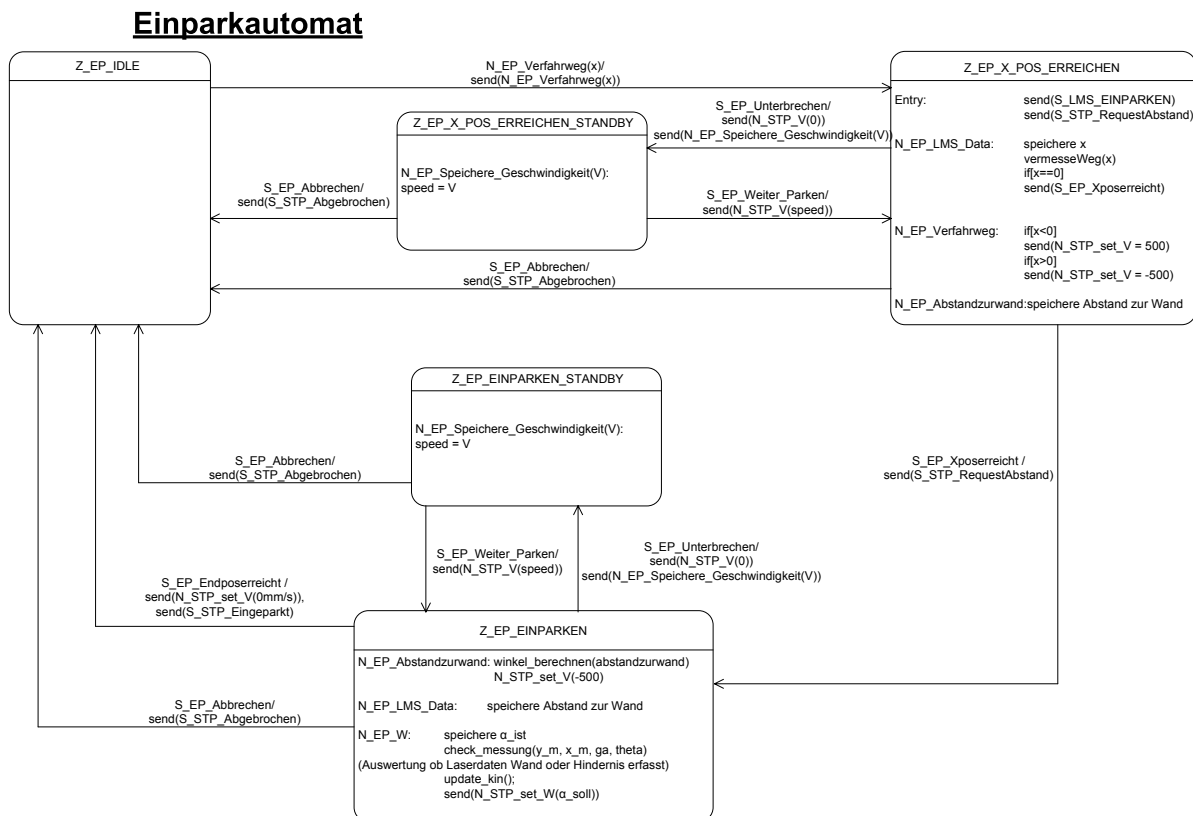 Einparkautomat
Z_EP_IDLE
N_EP_Verfahrweg(x)/
send(N_EP_Verfahrweg(x))
Z_EP_X_POS_ERREICHEN
Entry: send(S_LMS_EINPARKEN)
send(S_STP_RequestAbstand)
N_EP_LMS_Data: speichere x
vermesseWeg(x)
if[x==0]
send(S_EP_Xposerreicht)
N_EP_Verfahrweg: if[x<0]
send(N_STP_set_V = 500)
if[x>0]
send(N_STP_set_V = -500)
N_EP_Abstandzurwand:speichere Abstand zur Wand
S_EP_Unterbrechen/
send(N_STP_V(0))
send(N_EP_Speichere_Geschwindigkeit(V))
Z_EP_X_POS_ERREICHEN_STANDBY
N_EP_Speichere_Geschwindigkeit(V):
speed = V
S_EP_Abbrechen/
send(S_STP_Abgebrochen)
S_EP_Weiter_Parken/
send(N_STP_V(speed))
S_EP_Abbrechen/
send(S_STP_Abgebrochen)
Z_EP_EINPARKEN_STANDBY
N_EP_Speichere_Geschwindigkeit(V):
speed = V
S_EP_Abbrechen/
send(S_STP_Abgebrochen)
S_EP_Xposerreicht /
send(S_STP_RequestAbstand)
S_EP_Weiter_Parken/
send(N_STP_V(speed))
S_EP_Unterbrechen/
send(N_STP_V(0))
send(N_EP_Speichere_Geschwindigkeit(V))
S_EP_Endposerreicht /
send(N_STP_set_V(0mm/s)),
send(S_STP_Eingeparkt)
Z_EP_EINPARKEN
N_EP_Abstandzurwand: winkel_berechnen(abstandzurwand)
N_STP_set_V(-500)
N_EP_LMS_Data: speichere Abstand zur Wand
N_EP_W: speichere α_ist
check_messung(y_m, x_m, ga, theta)
(Auswertung ob Laserdaten Wand oder Hindernis erfasst)
update_kin();
send(N_STP_set_W(α_soll))
S_EP_Abbrechen/
send(S_STP_Abgebrochen)